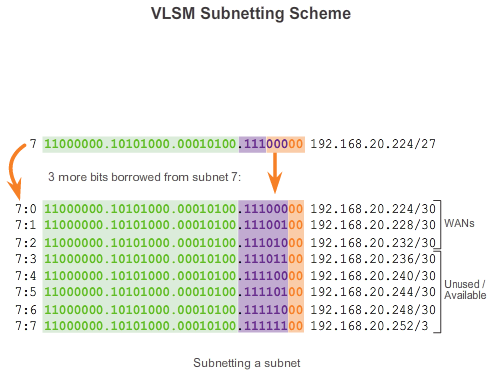 VLSM Subnetting Scheme
7 11000000.10101000.00010100.11100000 192.168.20.224/27
3 more bits borrowed from subnet 7:
7:0 11000000.10101000.00010100.11100000 192.168.20.224/30
7:1 11000000.10101000.00010100.11100100 192.168.20.228/30
WANs
7:2 11000000.10101000.00010100.11101000 192.168.20.232/30
7:3 11000000.10101000.00010100.11101100 192.168.20.236/30
7:4 11000000.10101000.00010100.11110000 192.168.20.240/30
Unused /
7:5 11000000.10101000.00010100.11110100 192.168.20.244/30
Available
7:6 11000000.10101000.00010100.11111000 192.168.20.248/30
7:7 11000000.10101000.00010100.11111100 192.168.20.252/3
Subnetting a subnet